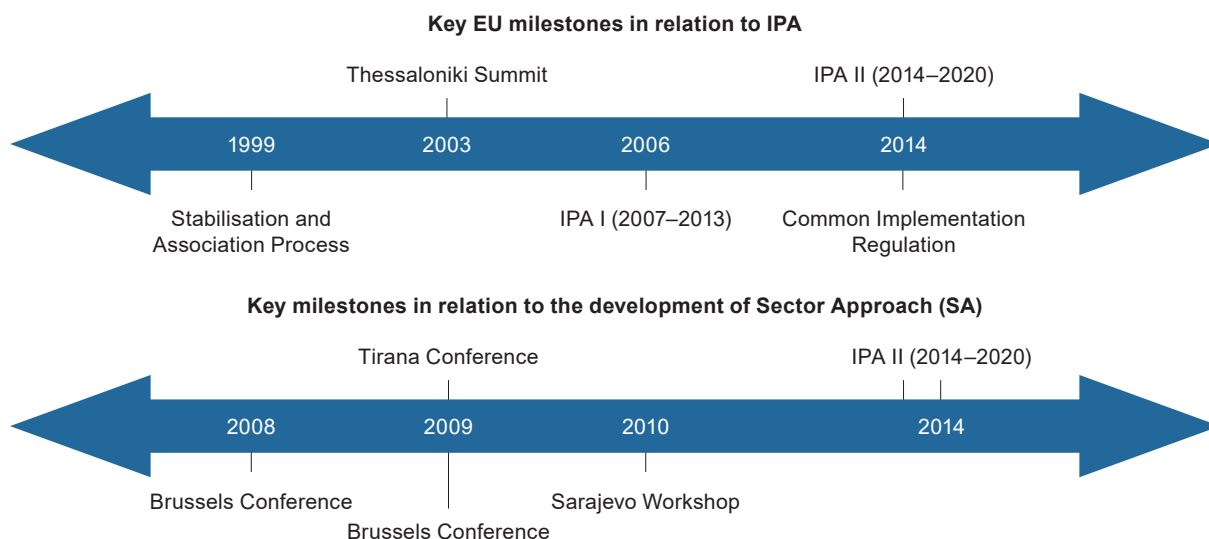 Key EU milestones in relation to IPA
Thessaloniki Summit
IPA II (2014–2020)
1999
2003
2006
2014
Stabilisation and
Association Process
IPA I (2007–2013)
Common Implementation
Regulation
Key milestones in relation to the development of Sector Approach (SA)
Tirana Conference
IPA II (2014–2020)
2008
2009
2010
2014
Brussels Conference
Sarajevo Workshop
Brussels Conference